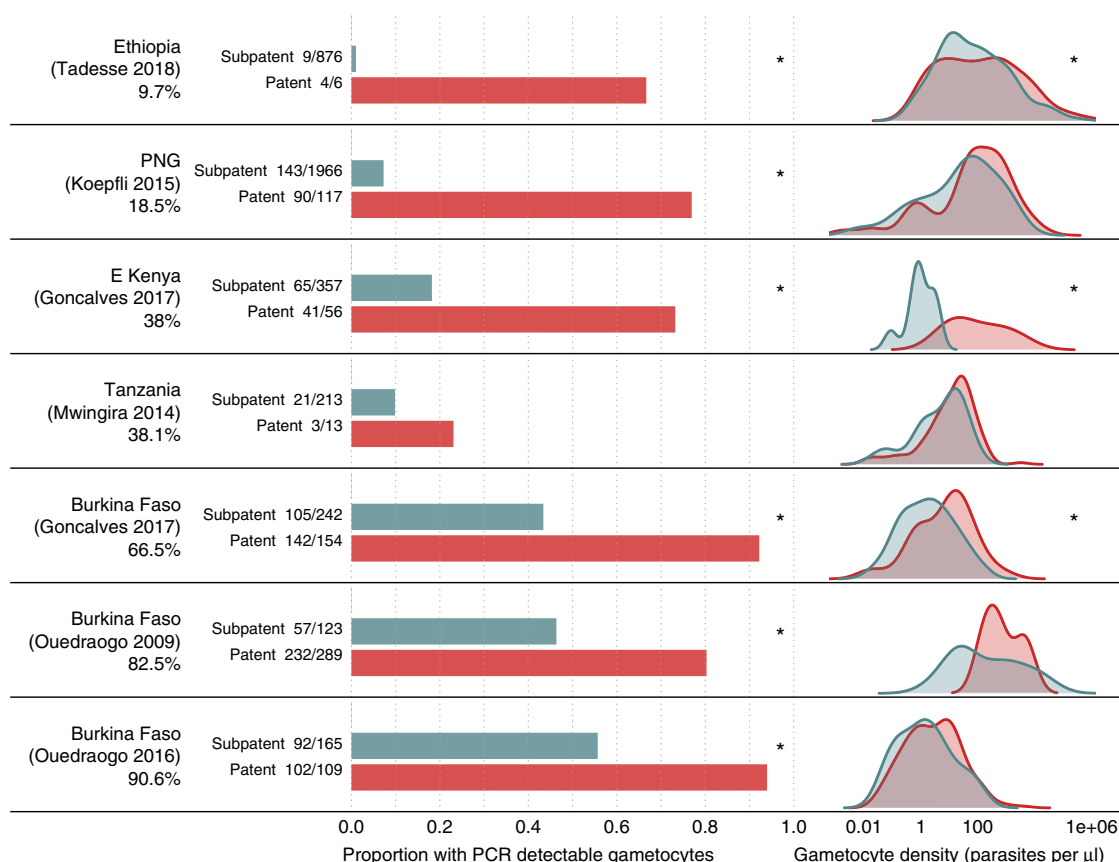 Ethiopia
(Tadesse 2018)
9.7%
Subpatent 9/876
Patent 4/6
*
*
PNG
(Koepfli 2015)
18.5%
Subpatent 143/1966
Patent 90/117
*
E Kenya
(Goncalves 2017)
38%
Subpatent 65/357
Patent 41/56
*
*
Tanzania
(Mwingira 2014)
38.1%
Subpatent 21/213
Patent 3/13
Burkina Faso
(Goncalves 2017)
66.5%
Subpatent 105/242
Patent 142/154
*
*
Burkina Faso
(Ouedraogo 2009)
82.5%
Subpatent 57/123
Patent 232/289
*
Burkina Faso
(Ouedraogo 2016)
90.6%
Subpatent 92/165
Patent 102/109
*
0.0 0.2 0.4 0.6 0.8 1.0
Proportion with PCR detectable gametocytes
0.01 1 100 1e+06
Gametocyte density (parasites per µl)